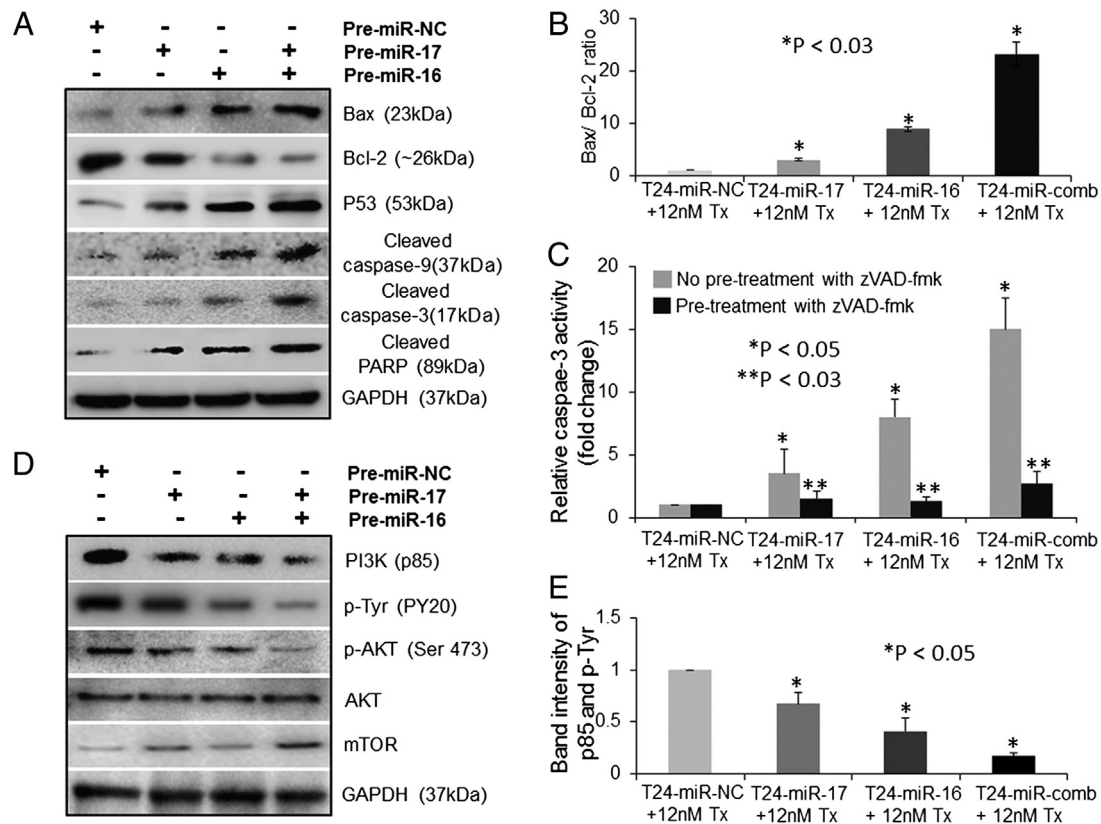 A
+ - - - Pre-miR-NC
- + - + Pre-miR-17
- - + + Pre-miR-16
Bax (23kDa)
Bcl-2 (~26kDa)
P53 (53kDa)
Cleaved
caspase-9(37kDa)
Cleaved
caspase-3(17kDa)
Cleaved
PARP (89kDa)
GAPDH (37kDa)
B
Bax/ Bcl-2 ratio
30
20
10
0
*P < 0.03
* * *
T24-miR-NC T24-miR-17 T24-miR-16 T24-miR-comb
+12nM Tx +12nM Tx + 12nM Tx + 12nM Tx
C
Relative caspae-3 activity
(fold change)
20
15
10
5
0
No pre-treatment with zVAD-fmk
Pre-treatment with zVAD-fmk
*P < 0.05
**P < 0.03
* ** * ** * **
T24-miR-NC T24-miR-17 T24-miR-16 T24-miR-comb
+12nM Tx +12nM Tx + 12nM Tx + 12nM Tx
D
+ - - - Pre-miR-NC
- + - + Pre-miR-17
- - + + Pre-miR-16
PI3K (p85)
p-Tyr (PY20)
p-AKT (Ser 473)
AKT
mTOR
GAPDH (37kDa)
E
Band intensity of
p85 and p-Tyr
1.5
1
0.5
0
*P < 0.05
* * *
T24-miR-NC T24-miR-17 T24-miR-16 T24-miR-comb
+12nM Tx +12nM Tx + 12nM Tx + 12nM Tx